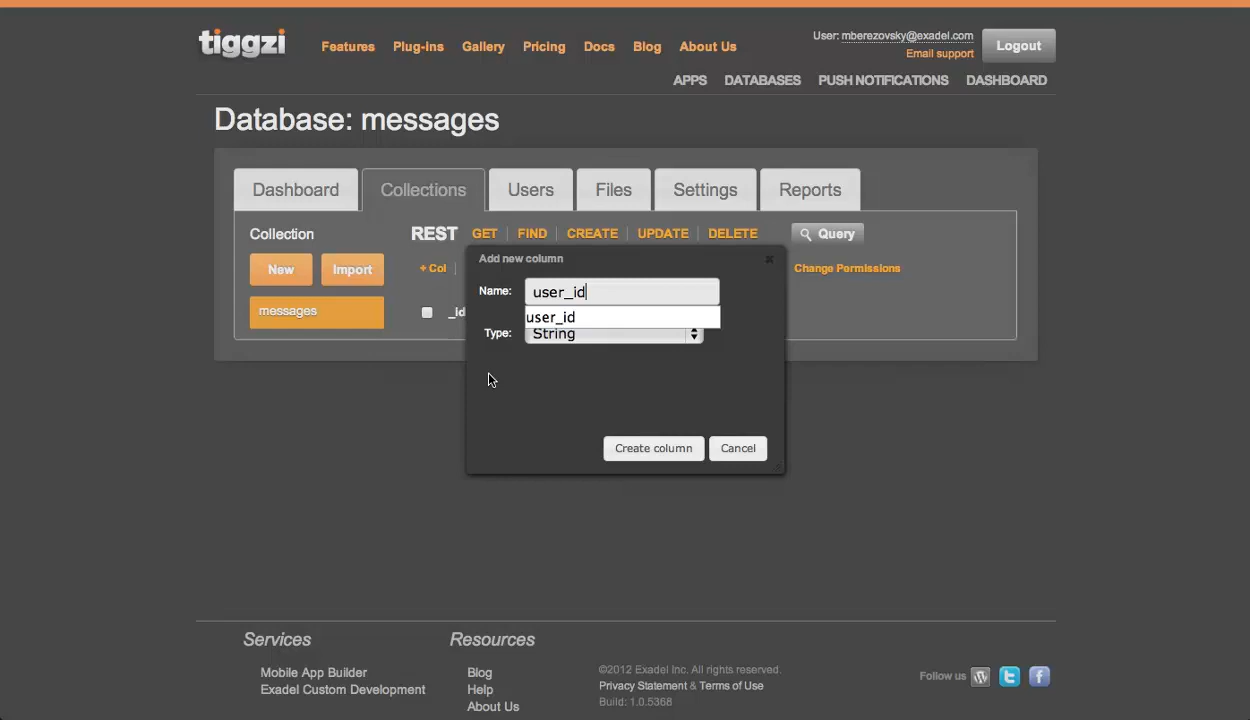 tiggzi
Features Plug-ins Gallery Pricing Docs Blog About Us
User: mberezovsky@exadel.com
Email support
Logout
APPS DATABASES PUSH NOTIFICATIONS DASHBOARD
Database: messages
Dashboard Collections Users Files Settings Reports
Collection
REST GET FIND CREATE UPDATE DELETE Query
New Import
+ Col
Change Permissions
messages
_id
Add new column
Name: user_id
user_id
Type: String
Create column Cancel
Services
Mobile App Builder
Exadel Custom Development
Resources
Blog
Help
About Us
©2012 Exadel Inc. All rights reserved.
Privacy Statement & Terms of Use
Build: 1.0.5368
Follow us